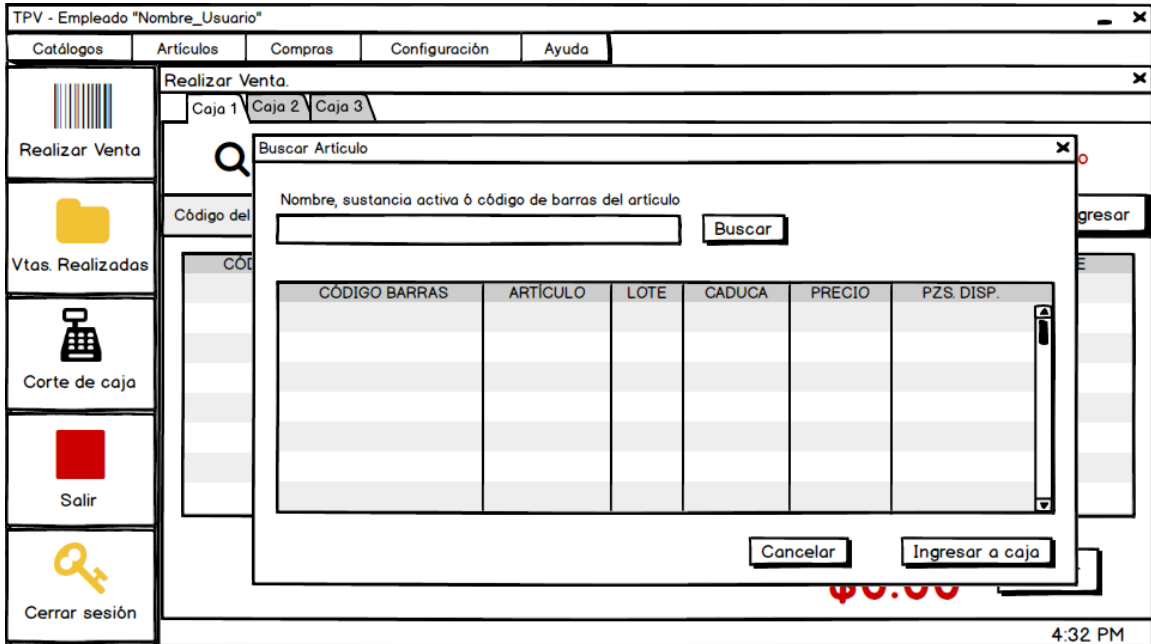 TPV - Empleado "Nombre_Usuario"
Catálogos Artículos Compras Configuración Ayuda
Realizar Venta.
Caja 1 Caja 2 Caja 3
Realizar Venta
Buscar Artículo
Nombre, sustancia activa ó código de barras del artículo
Buscar
Código del
gresar
Vtas. Realizadas
CÓDIGO BARRAS ARTÍCULO LOTE CADUCA PRECIO PZS. DISP.
Corte de caja
Salir
Cancelar Ingresar a caja
$0.00
Cerrar sesión
4:32 PM